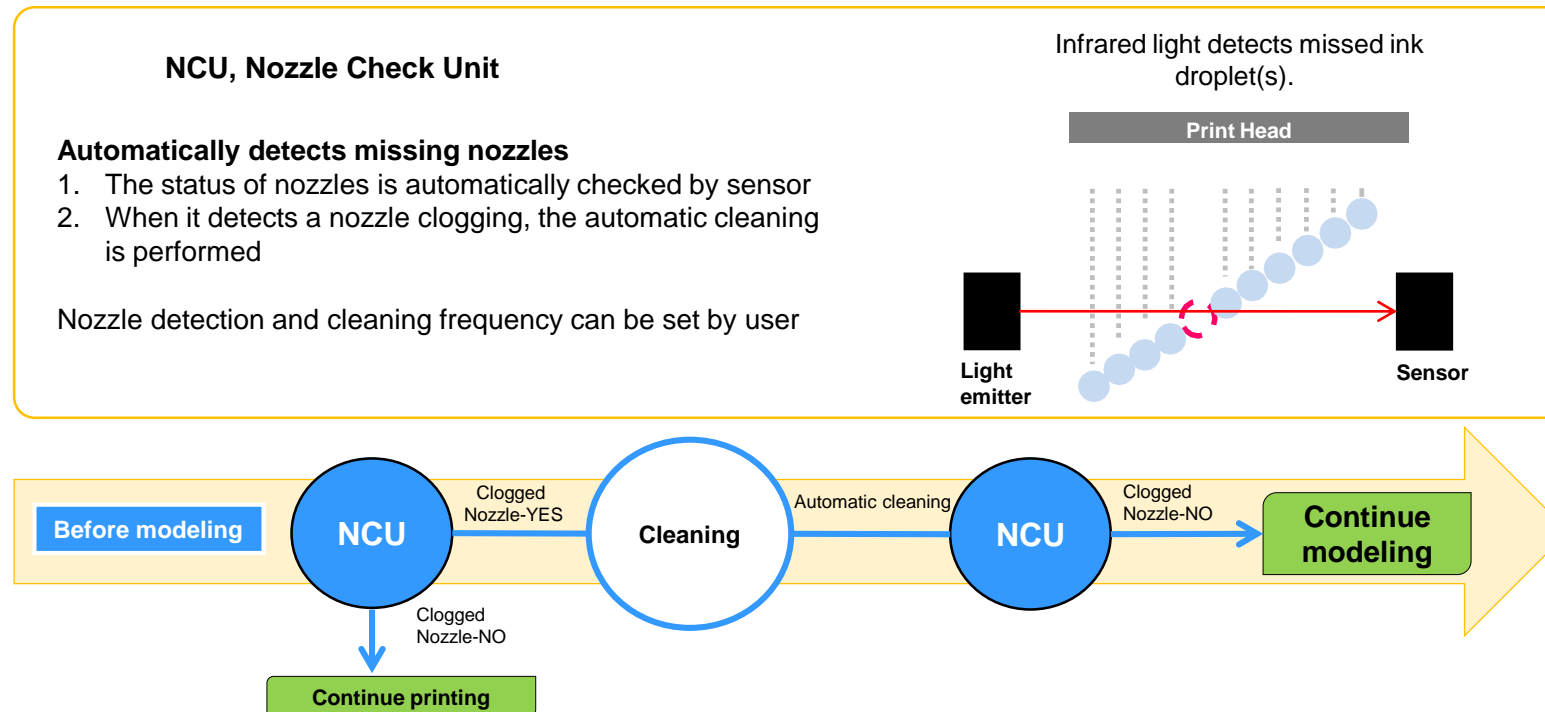 NCU, Nozzle Check Unit
Automatically detects missing nozzles
1. The status of nozzles is automatically checked by sensor
2. When it detects a nozzle clogging, the automatic cleaning
is performed
Nozzle detection and cleaning frequency can be set by user
Infrared light detects missed ink
droplet(s).
Print Head
Light
emitter
Sensor
Before modeling
NCU
Clogged
Nozzle-YES
Cleaning
Automatic cleaning
NCU
Clogged
Nozzle-NO
Continue
modeling
Clogged
Nozzle-NO
Continue printing